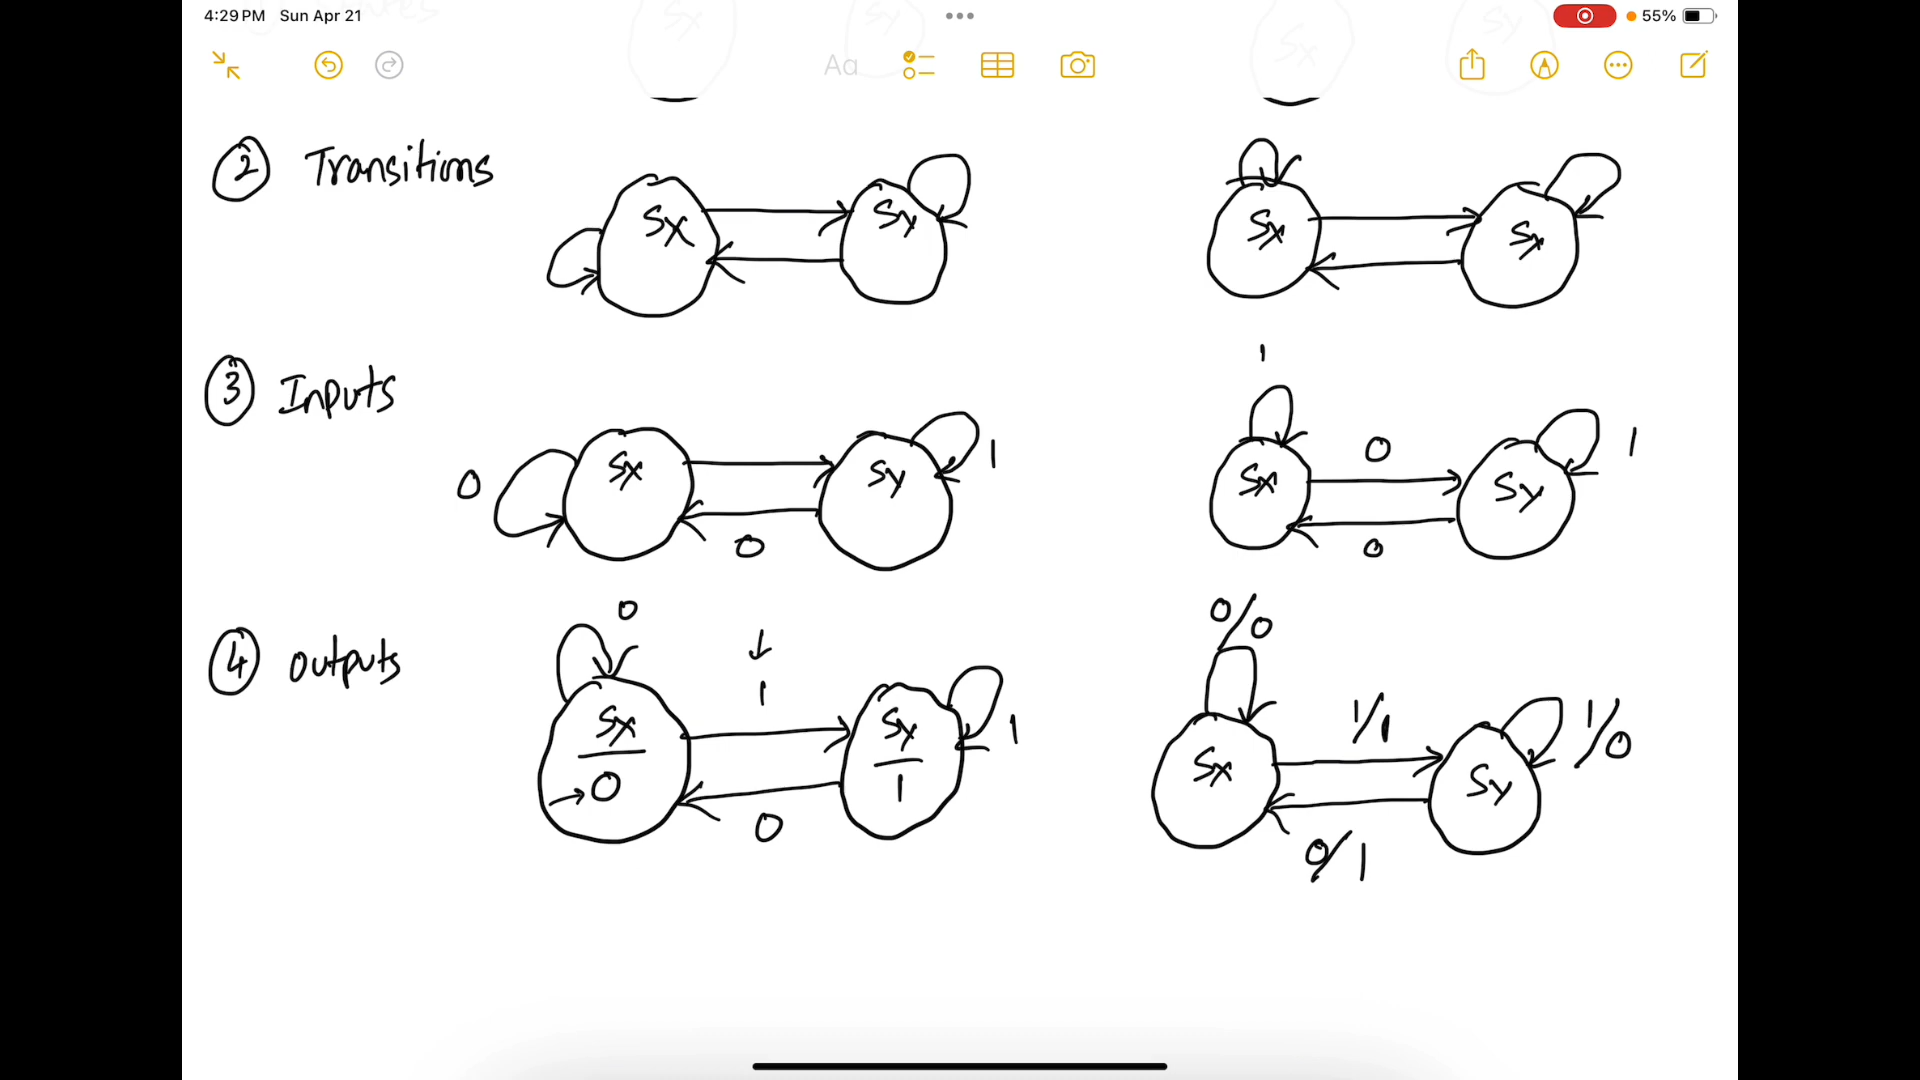 4:29 PM Sun Apr 21
55%
Aa
② Transitions
Sx Sy Sx Sx
③ Inputs
1
0 Sx Sy 1 Sx 0 Sy 1
0 0
④ Outputs
0 1 1 0/0
Sx/0 Sy/1 Sx 1/1 Sy 1/0
0 0/1